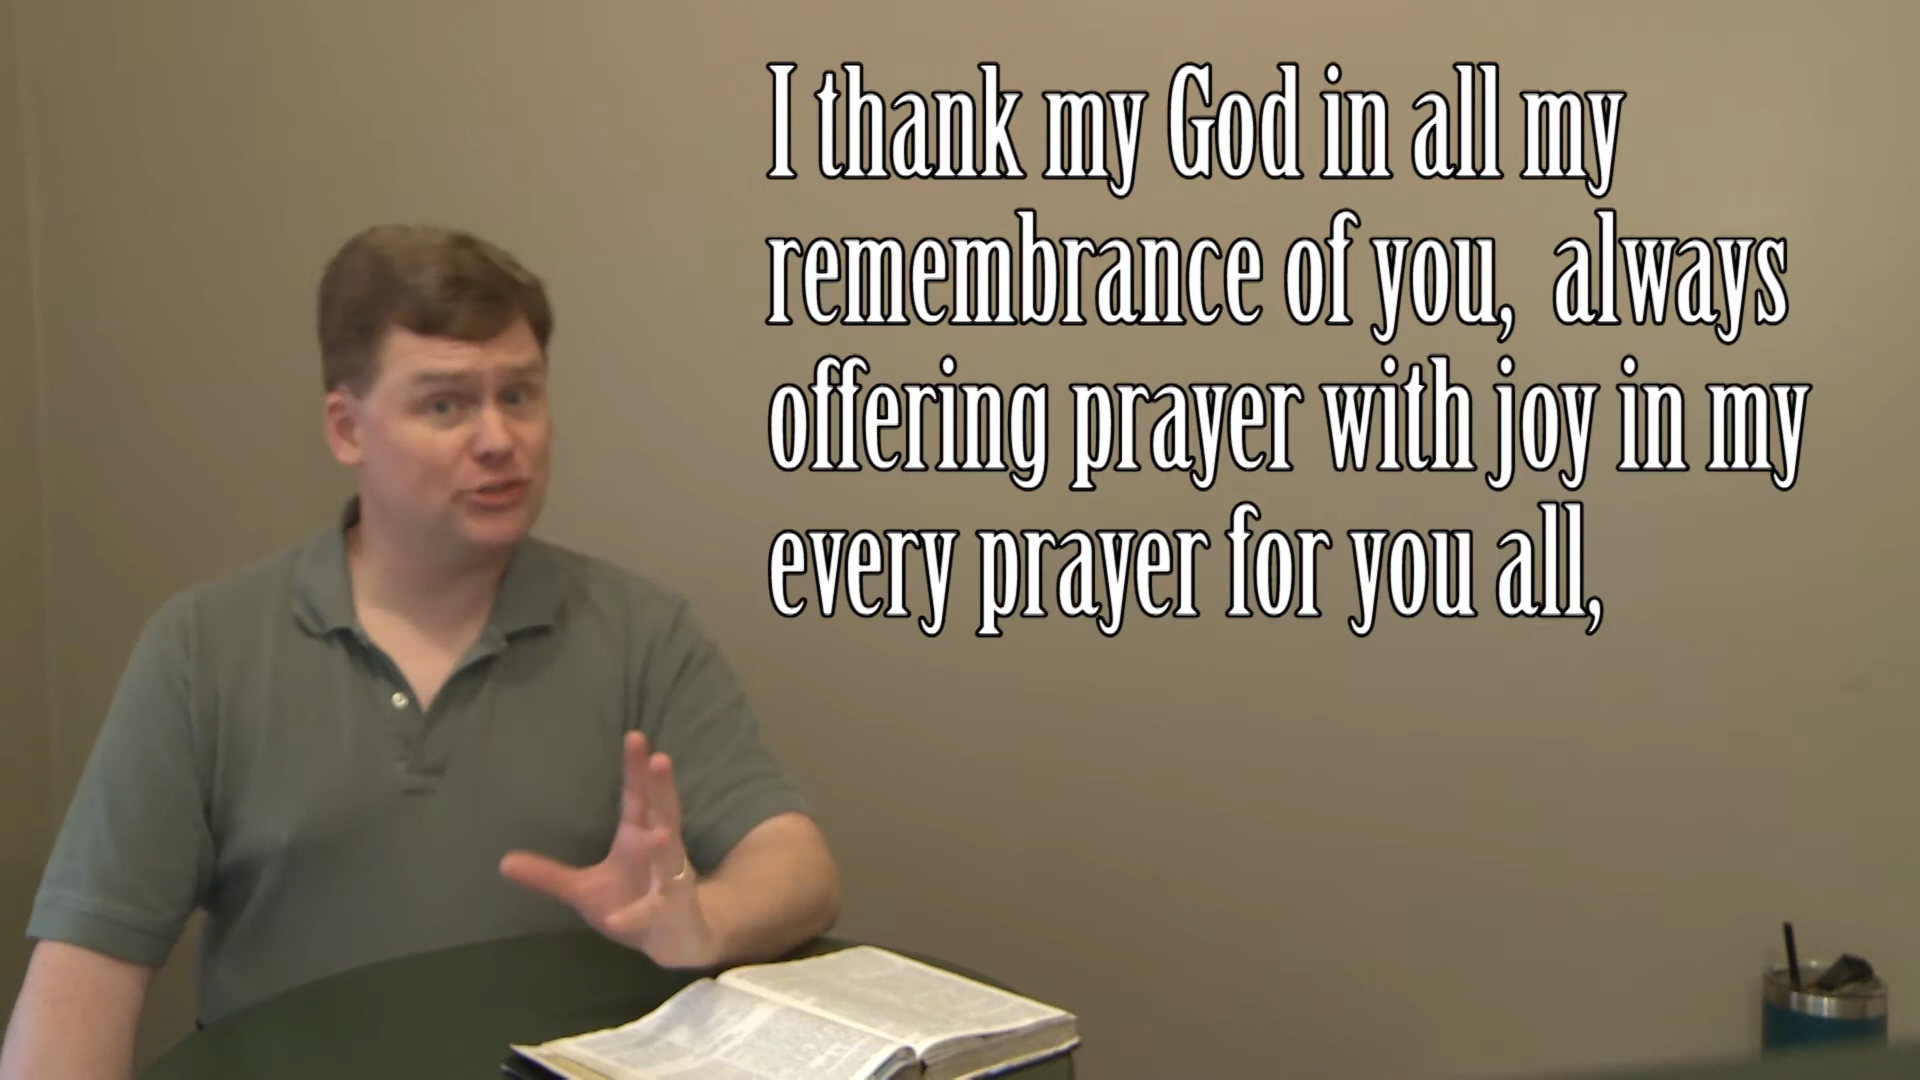 I thank my God in all my
remembrance of you, always
offering prayer with joy in my
every prayer for you all,